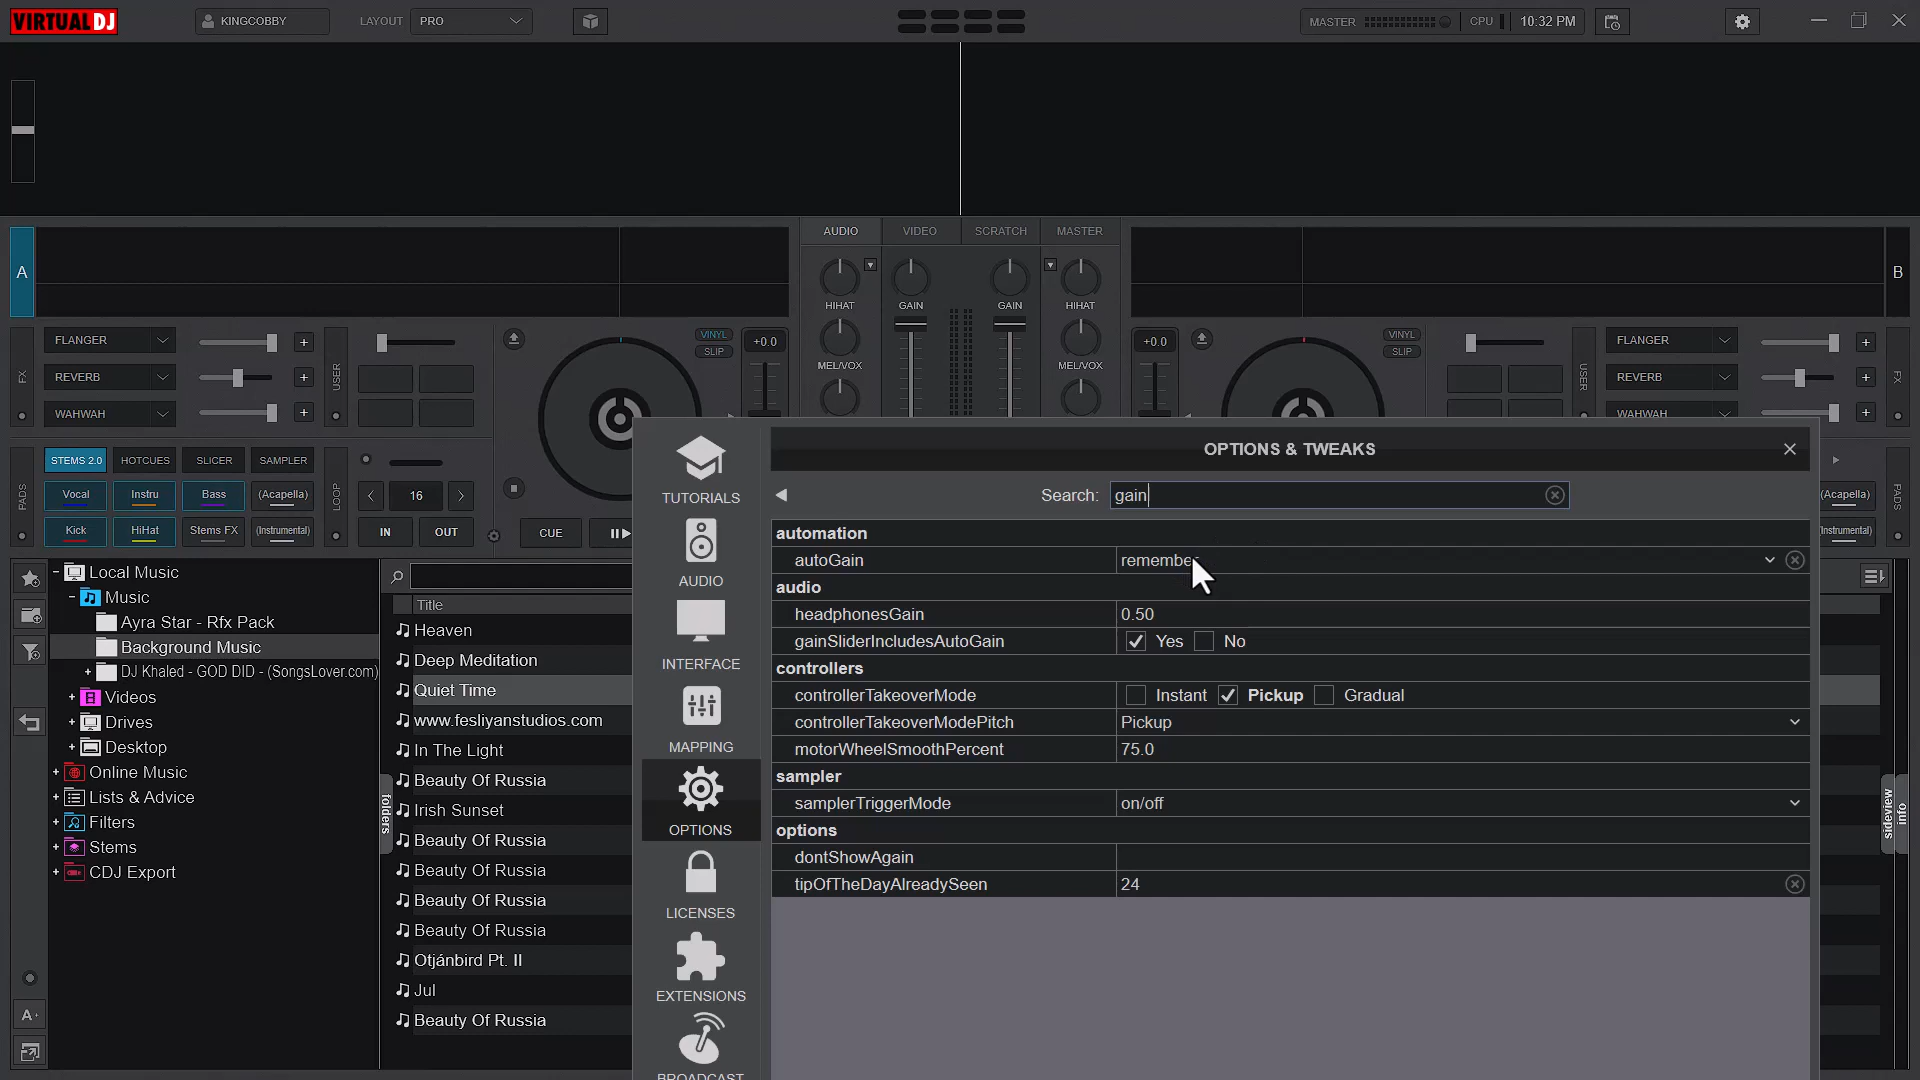 VIRTUAL DJ
KINGCOBBY
LAYOUT PRO
MASTER
CPU
10:32 PM
AUDIO VIDEO SCRATCH MASTER
A
B
HIHAT GAIN GAIN HIHAT
MEL/VOX
MEL/VOX
FX
FLANGER
REVERB
WAHWAH
USER
VINYL
SLIP
+0.0
+0.0
VINYL
SLIP
USER
FLANGER
REVERB
WAHWAH
FX
PADS
STEMS 2.0 HOTCUES SLICER SAMPLER
Vocal Instru Bass (Acapella)
Kick HiHat Stems FX (Instrumental)
LOOP
16
IN OUT
CUE
(Acapella)
Instrumental)
PADS
OPTIONS & TWEAKS
Search: gain
TUTORIALS
AUDIO
INTERFACE
MAPPING
OPTIONS
LICENSES
EXTENSIONS
BROADCAST
automation
autoGain remember
audio
headphonesGain 0.50
gainSliderIncludesAutoGain Yes No
controllers
controllerTakeoverMode Instant Pickup Gradual
controllerTakeoverModePitch Pickup
motorWheelSmoothPercent 75.0
sampler
samplerTriggerMode on/off
options
dontShowAgain
tipOfTheDayAlreadySeen 24
Local Music
Music
Ayra Star - Rfx Pack
Background Music
DJ Khaled - GOD DID - (SongsLover.com)
Videos
Drives
Desktop
Online Music
Lists & Advice
Filters
Stems
CDJ Export
folders
Title
Heaven
Deep Meditation
Quiet Time
www.fesliyanstudios.com
In The Light
Beauty Of Russia
Irish Sunset
Beauty Of Russia
Beauty Of Russia
Beauty Of Russia
Beauty Of Russia
Otjánbird Pt. II
Jul
Beauty Of Russia
sideview
info
A+